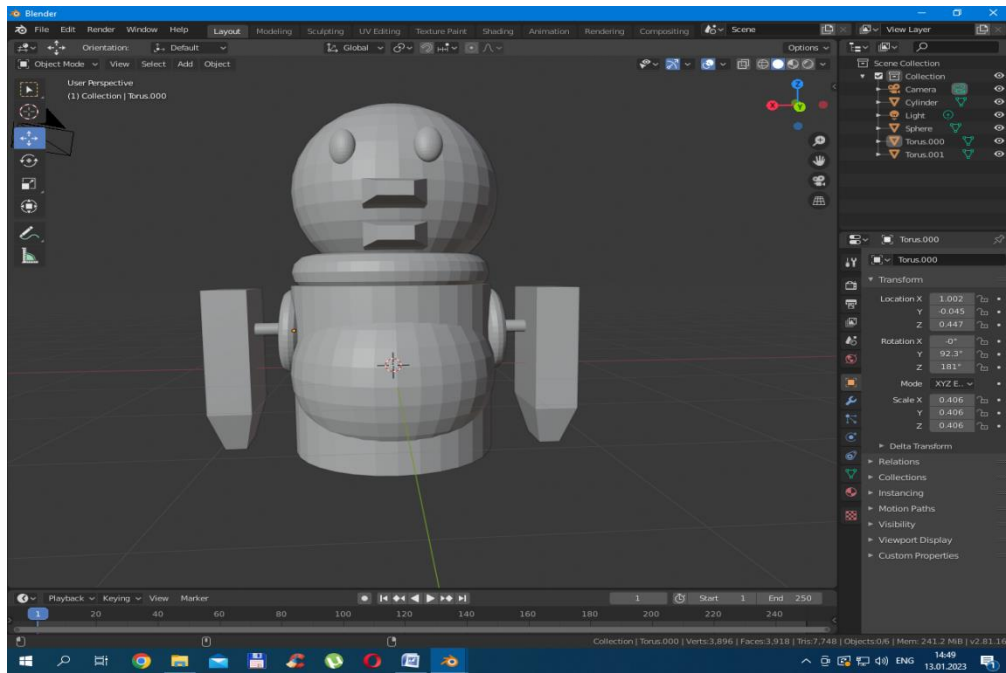 Blender
File Edit Render Window Help Layout Modeling Sculpting UV Editing Texture Paint Shading Animation Rendering Compositing Scene View Layer
Orientation: Default Global Options
Object Mode View Select Add Object
User Perspective
(1) Collection | Torus.000
Z
X
Y
Scene Collection
Collection
Camera
Cylinder
Light
Sphere
Torus.000
Torus.001
Torus.000
Torus.000
Transform
Location X 1.002
Y -0.045
Z 0.447
Rotation X -0°
Y 92.3°
Z 181°
Mode XYZ E..
Scale X 0.406
Y 0.406
Z 0.406
Delta Transform
Relations
Collections
Instancing
Motion Paths
Visibility
Viewport Display
Custom Properties
Playback Keying View Marker 1 Start 1 End 250
1 20 40 60 80 100 120 140 160 180 200 220 240
Collection | Torus.000 | Verts:3,896 | Faces:3,918 | Tris:7,748 | Objects:0/6 | Mem: 241.2 MiB | v2.81.16
ENG 14:49
13.01.2023